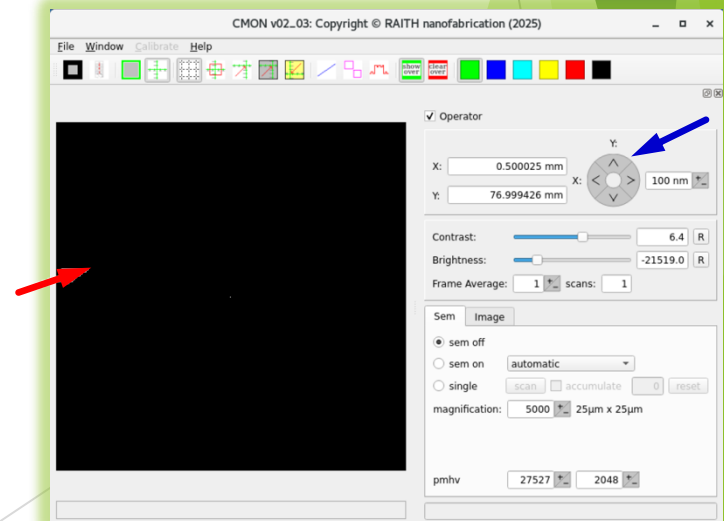 CMON v02_03: Copyright © RAITH nanofabrication (2025)
File Window Calibrate Help
show over
clear over
Operator
Y:
X: 0.500025 mm
X:
100 nm
Y: 76.999426 mm
Contrast: 6.4 R
Brightness: -21519.0 R
Frame Average: 1 scans: 1
Sem Image
sem off
sem on automatic
single scan accumulate 0 reset
magnification: 5000 25µm x 25µm
pmhv 27527 2048